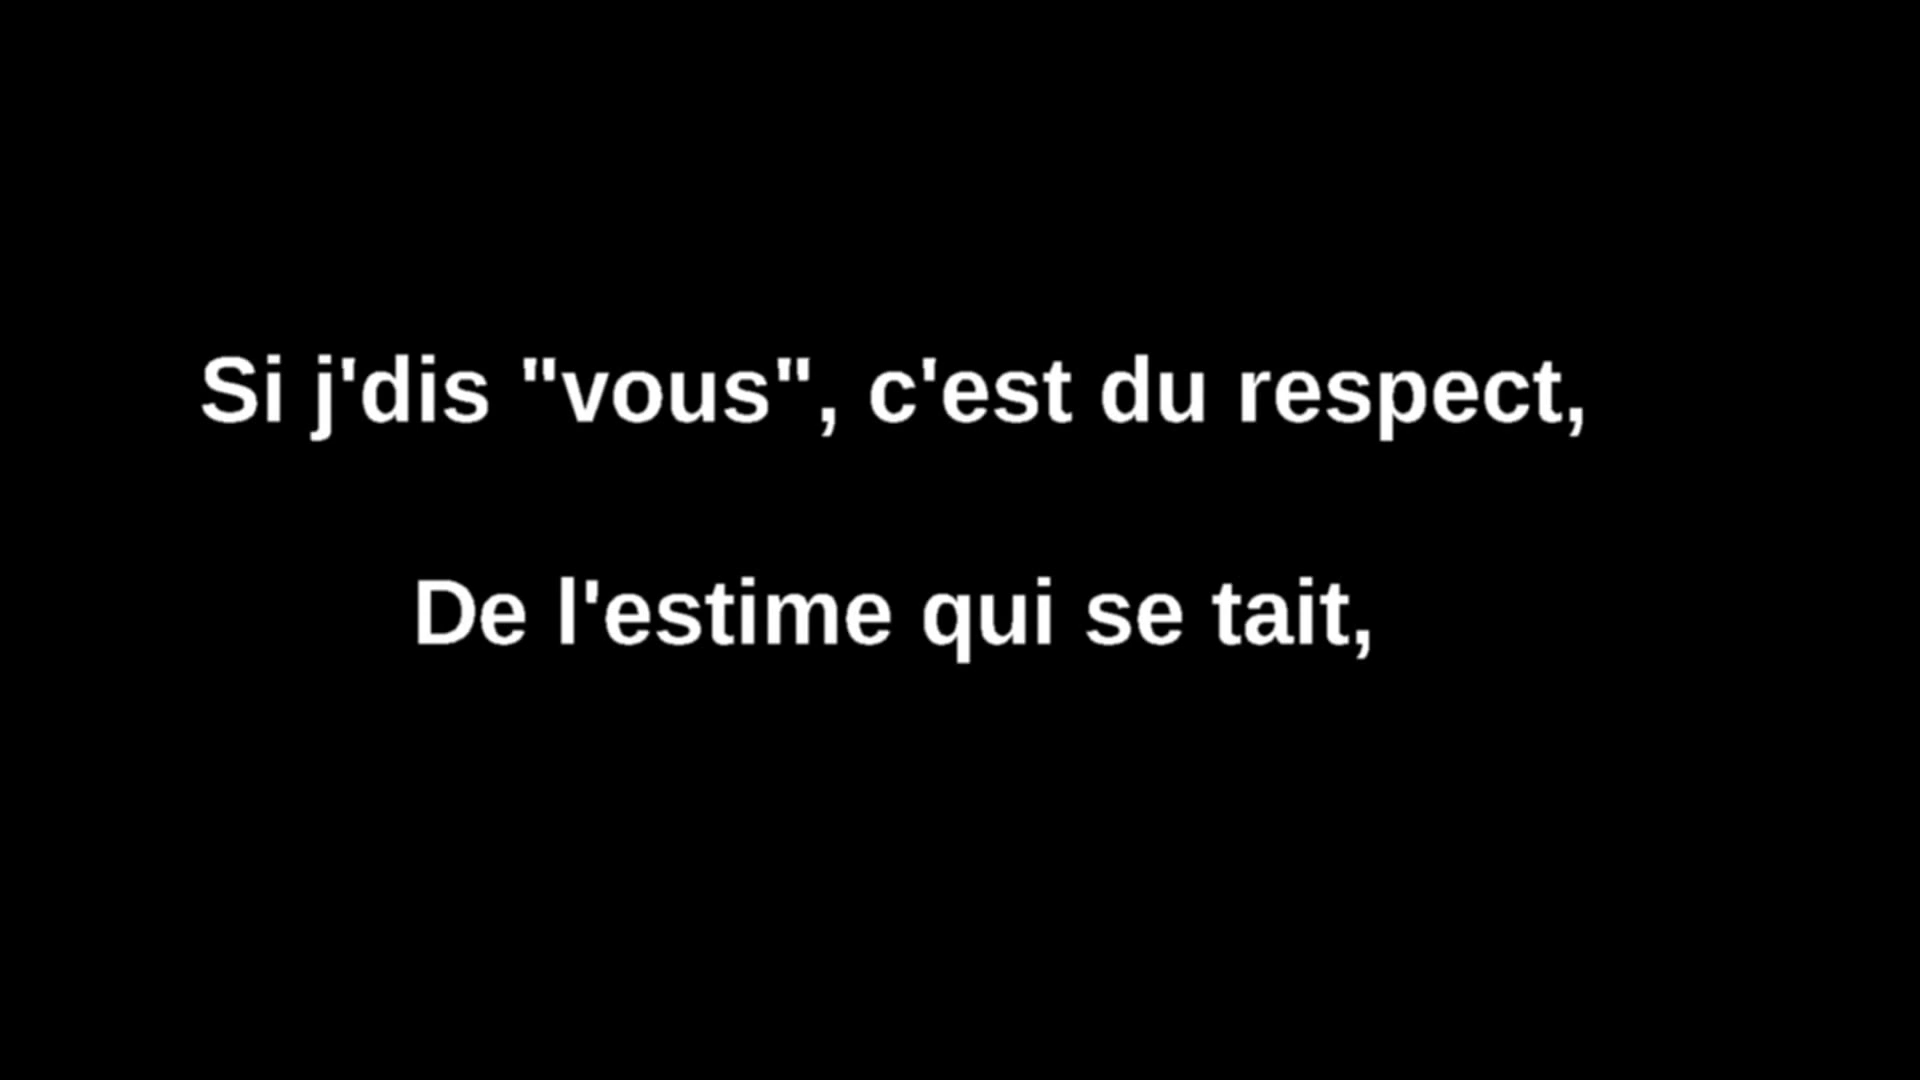 Si j'dis "vous", c'est du respect,
De l'estime qui se tait,